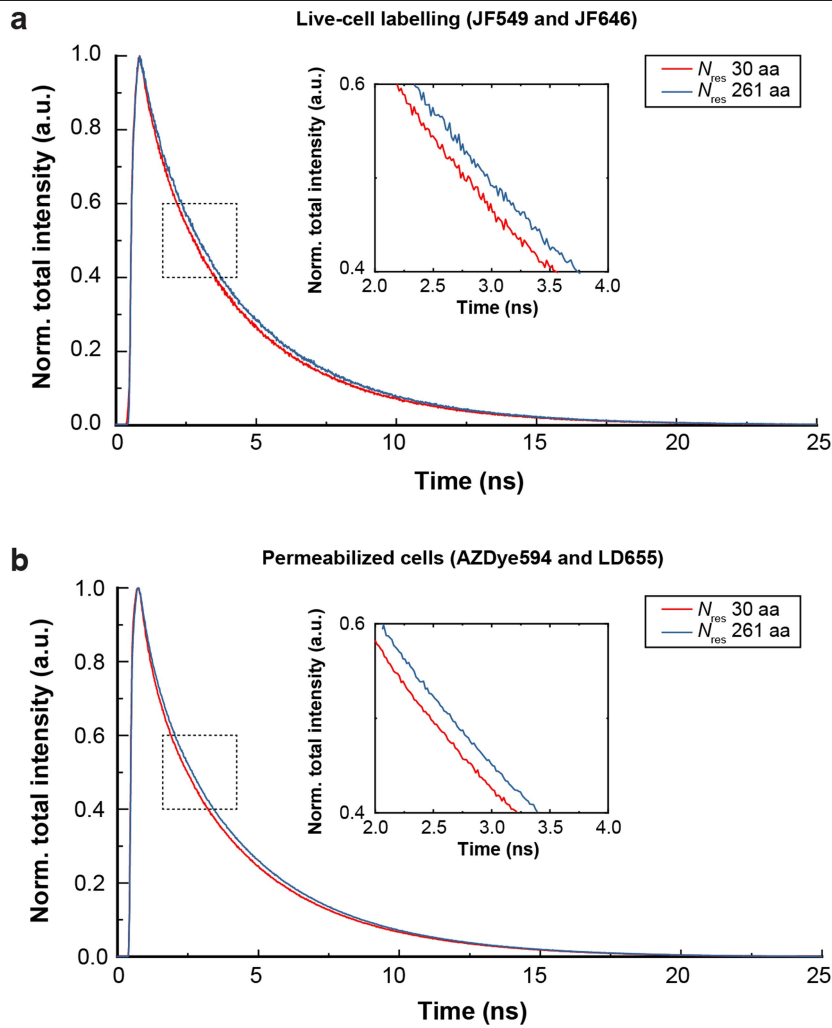 a
Live-cell labelling (JF549 and JF646)
Norm. total intensity (a.u.)
1.0
0.8
0.6
0.4
0.2
0.0
0 5 10 15 20 25
Time (ns)
Norm. total intensity (a.u.)
0.6
0.4
2.0 2.5 3.0 3.5 4.0
Time (ns)
Nres 30 aa
Nres 261 aa
b
Permeabilized cells (AZDye594 and LD655)
Norm. total intensity (a.u.)
1.0
0.8
0.6
0.4
0.2
0.0
0 5 10 15 20 25
Time (ns)
Norm. total intensity (a.u.)
0.6
0.4
2.0 2.5 3.0 3.5 4.0
Time (ns)
Nres 30 aa
Nres 261 aa